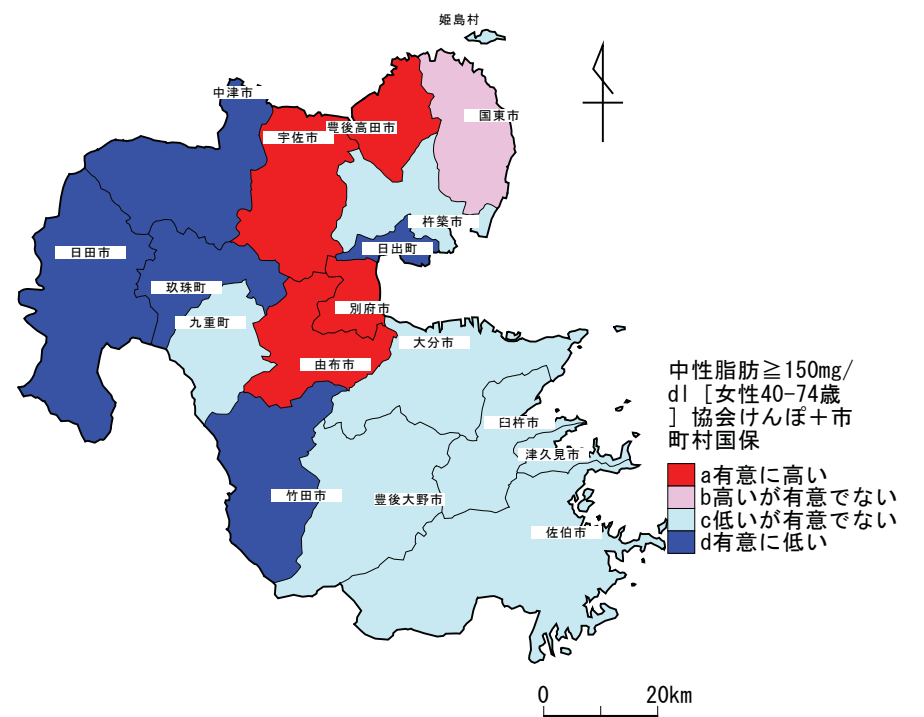 姫島村
中津市
国東市
豊後高田市
宇佐市
杵築市
日出町
日田市
玖珠町
別府市
九重町
大分市
由布市
臼杵市
津久見市
竹田市
豊後大野市
佐伯市
中性脂肪≧150mg/
dl [女性40-74歳
] 協会けんぽ＋市
町村国保
a有意に高い
b高いが有意でない
c低いが有意でない
d有意に低い
0 20km